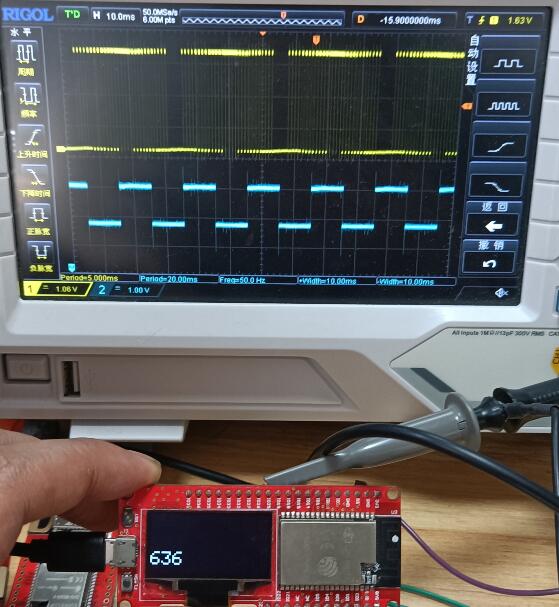 RIGOL T'D H 10.0ms 50.0MSa/s D -15.9000000ms T 1.63V
6.00M pts
水平
自动设置
周期
频率
上升时间
下降时间
正脉宽
负脉宽
返回
撤销
Period=5.000ms Period=20.00ms Freq=50.0 Hz +Width=10.00ms -Width=10.00ms
1 = 1.06V 2 = 1.00V
All Inputs 1MΩ//13pF 300V RMS CAT
636